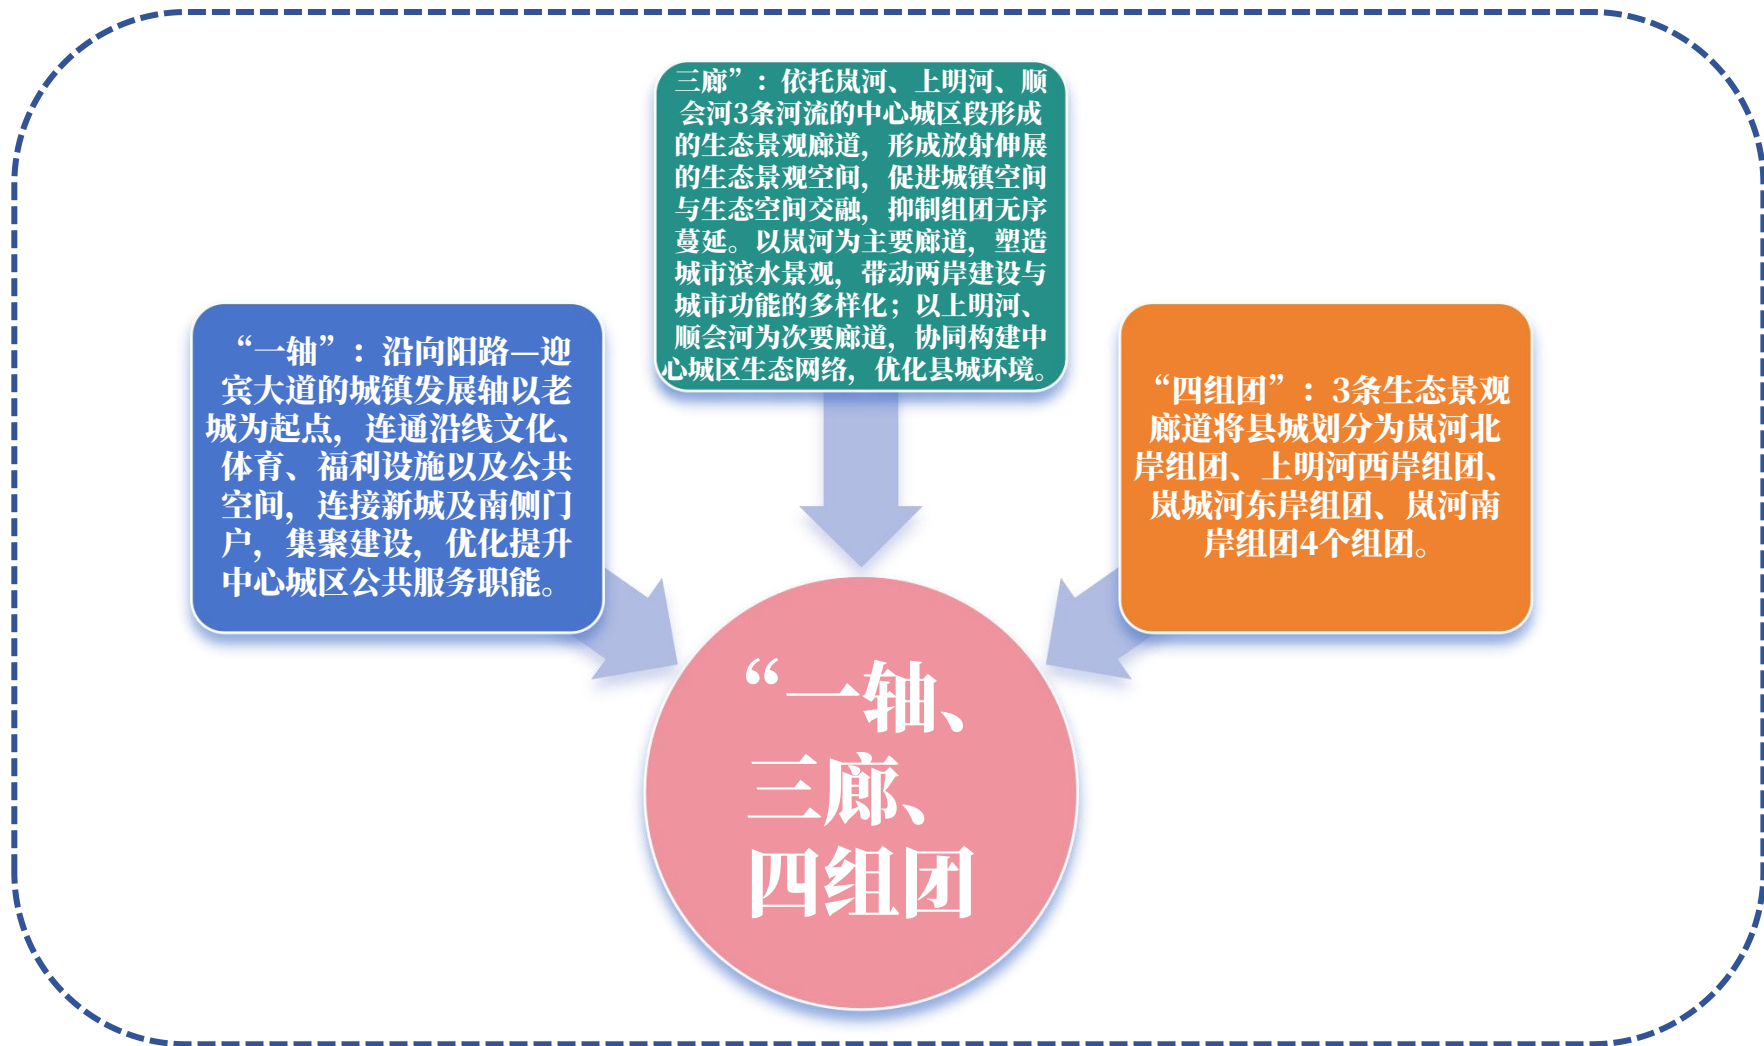 三廊”：依托岚河、上明河、顺
会河3条河流的中心城区段形成
的生态景观廊道，形成放射伸展
的生态景观空间，促进城镇空间
与生态空间交融，抑制组团无序
蔓延。以岚河为主要廊道，塑造
城市滨水景观，带动两岸建设与
城市功能的多样化；以上明河、
顺会河为次要廊道，协同构建中
心城区生态网络，优化县城环境。
“一轴”：沿向阳路—迎
宾大道的城镇发展轴以老
城为起点，连通沿线文化、
体育、福利设施以及公共
空间，连接新城及南侧门
户，集聚建设，优化提升
中心城区公共服务职能。
“四组团”：3条生态景观
廊道将县城划分为岚河北
岸组团、上明河西岸组团、
岚城河东岸组团、岚河南
岸组团4个组团。
“一轴、
三廊、
四组团